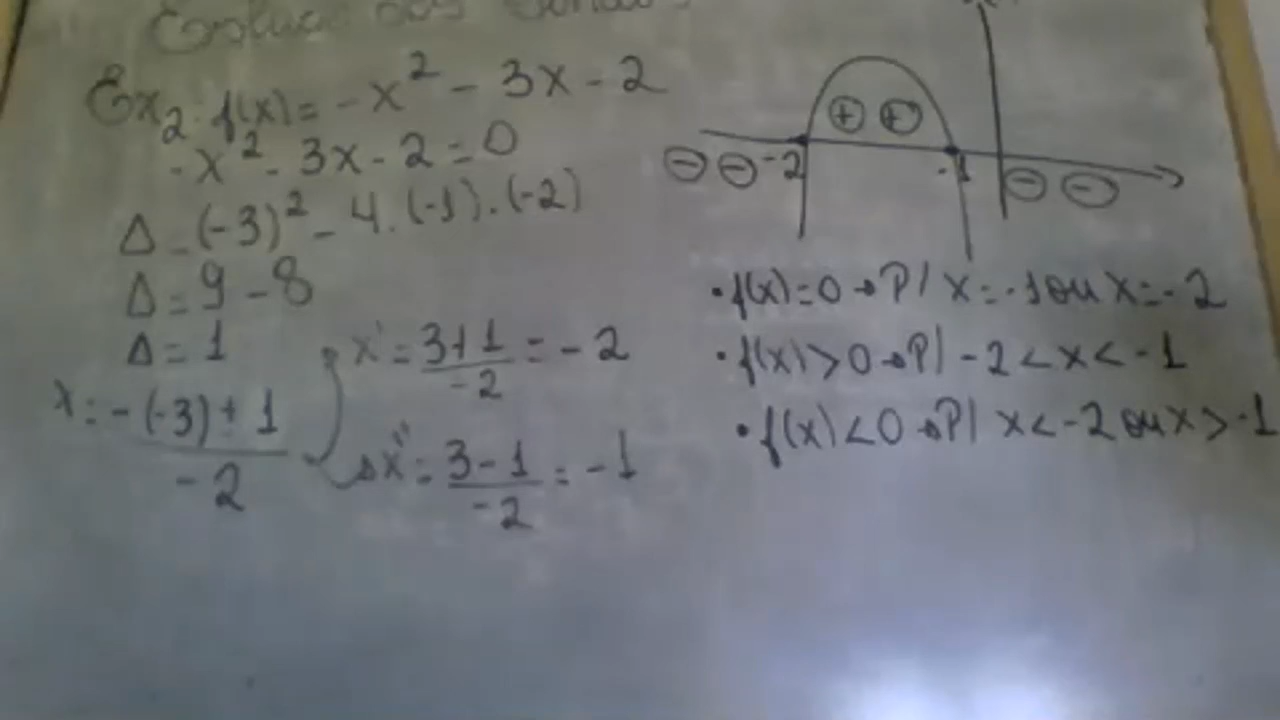 Ex2. f(x) = -x² - 3x - 2
-x² - 3x - 2 = 0
Δ = (-3)² - 4.(-1).(-2)
Δ = 9 - 8
Δ = 1
x = -(-3) ± 1 / -2
x' = 3+1 / -2 = -2
x'' = 3-1 / -2 = -1
+ +
- - -2 -1 - -
• f(x)=0 → P/ x=-1 ou x=-2
• f(x)>0 → P/ -2<x<-1
• f(x)<0 → P/ x<-2 ou x>-1